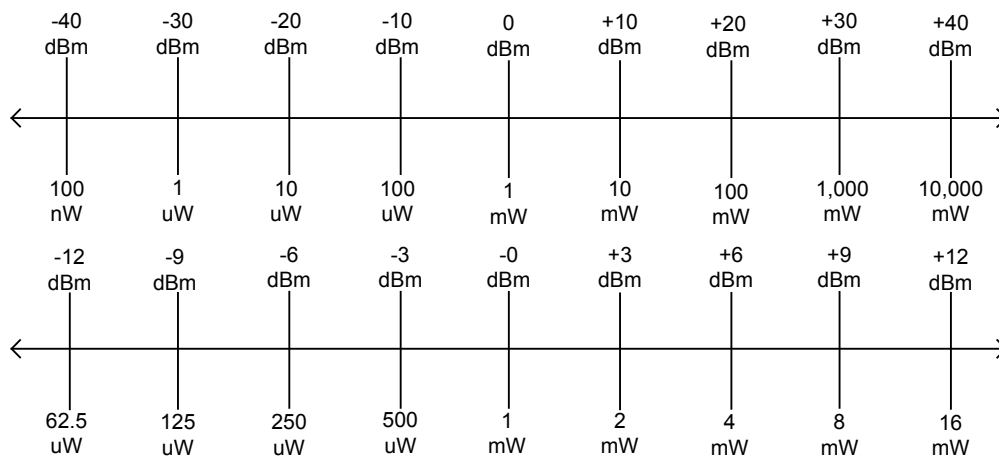 -40 -30 -20 -10 0 +10 +20 +30 +40
dBm dBm dBm dBm dBm dBm dBm dBm dBm
100 1 10 100 1 10 100 1,000 10,000
nW uW uW uW mW mW mW mW mW
-12 -9 -6 -3 -0 +3 +6 +9 +12
dBm dBm dBm dBm dBm dBm dBm dBm dBm
62.5 125 250 500 1 2 4 8 16
uW uW uW uW mW mW mW mW mW